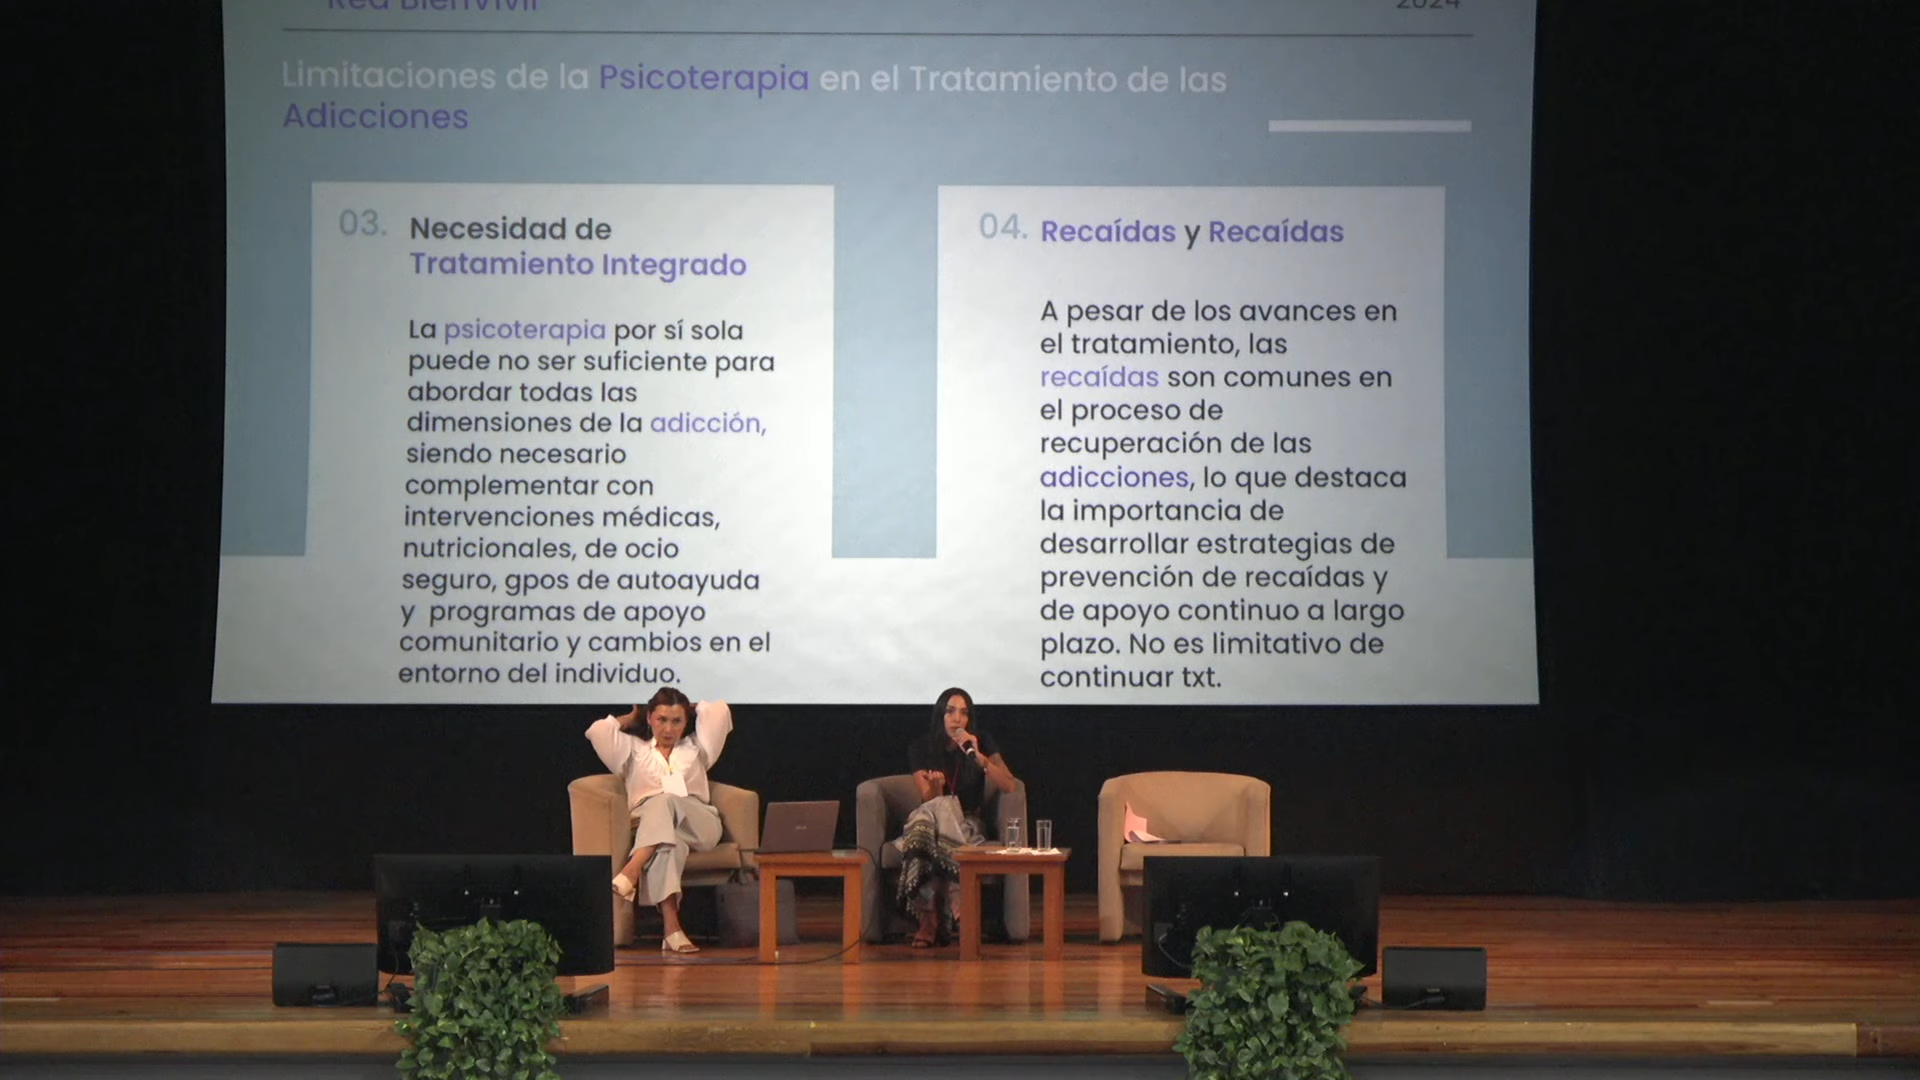 Red Bienvivir
2024
Limitaciones de la Psicoterapia en el Tratamiento de las
Adicciones
03.
Necesidad de
Tratamiento Integrado
La psicoterapia por sí sola
puede no ser suficiente para
abordar todas las
dimensiones de la adicción,
siendo necesario
complementar con
intervenciones médicas,
nutricionales, de ocio
seguro, gpos de autoayuda
y programas de apoyo
comunitario y cambios en el
entorno del individuo.
04.
Recaídas y Recaídas
A pesar de los avances en
el tratamiento, las
recaídas son comunes en
el proceso de
recuperación de las
adicciones, lo que destaca
la importancia de
desarrollar estrategias de
prevención de recaídas y
de apoyo continuo a largo
plazo. No es limitativo de
continuar txt.